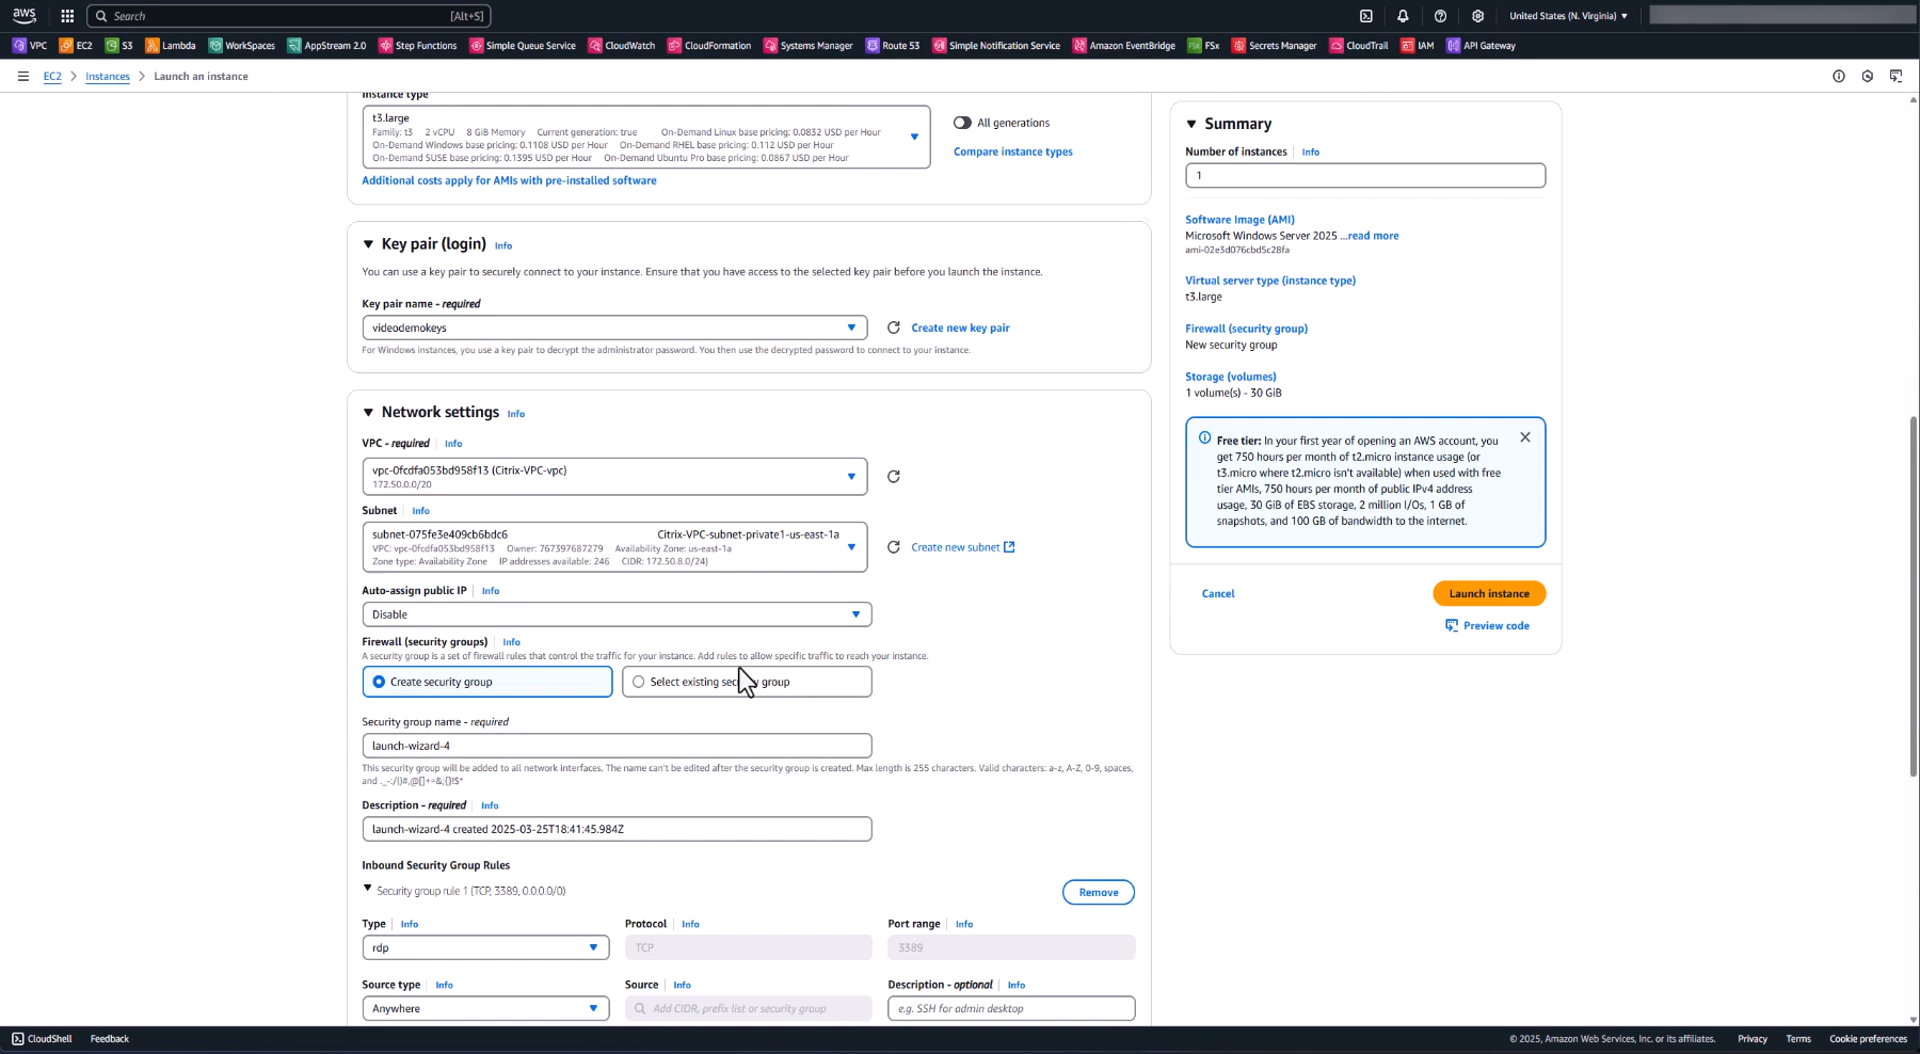 aws
Search [Alt+S]
United States (N. Virginia)
VPC EC2 S3 Lambda WorkSpaces AppStream 2.0 Step Functions Simple Queue Service CloudWatch CloudFormation Systems Manager Route 53 Simple Notification Service Amazon EventBridge FSx Secrets Manager CloudTrail IAM API Gateway
EC2 > Instances > Launch an instance
Instance type
t3.large
Family: t3 2 vCPU 8 GiB Memory Current generation: true On-Demand Linux base pricing: 0.0832 USD per Hour
On-Demand Windows base pricing: 0.1108 USD per Hour On-Demand RHEL base pricing: 0.112 USD per Hour
On-Demand SUSE base pricing: 0.1395 USD per Hour On-Demand Ubuntu Pro base pricing: 0.0867 USD per Hour
All generations
Compare instance types
Additional costs apply for AMIs with pre-installed software
Key pair (login) Info
You can use a key pair to securely connect to your instance. Ensure that you have access to the selected key pair before you launch the instance.
Key pair name - required
videodemokeys
Create new key pair
For Windows instances, you use a key pair to decrypt the administrator password. You then use the decrypted password to connect to your instance.
Network settings Info
VPC - required Info
vpc-0fcdfa053bd958f13 (Citrix-VPC-vpc)
172.50.0.0/20
Subnet Info
subnet-075fe3e409cb6bdc6 Citrix-VPC-subnet-private1-us-east-1a
VPC: vpc-0fcdfa053bd958f13 Owner: 767397687279 Availability Zone: us-east-1a
Zone type: Availability Zone IP addresses available: 246 CIDR: 172.50.8.0/24)
Create new subnet
Auto-assign public IP Info
Disable
Firewall (security groups) Info
A security group is a set of firewall rules that control the traffic for your instance. Add rules to allow specific traffic to reach your instance.
Create security group
Select existing security group
Security group name - required
launch-wizard-4
This security group will be added to all network interfaces. The name can't be edited after the security group is created. Max length is 255 characters. Valid characters: a-z, A-Z, 0-9, spaces,
and ._-:/()#,@[]+=&;{}!$*
Description - required Info
launch-wizard-4 created 2025-03-25T18:41:45.984Z
Inbound Security Group Rules
Security group rule 1 (TCP, 3389, 0.0.0.0/0)
Remove
Type Info
rdp
Protocol Info
TCP
Port range Info
3389
Source type Info
Anywhere
Source Info
Add CIDR, prefix list or security group
Description - optional Info
e.g. SSH for admin desktop
Summary
Number of instances Info
1
Software Image (AMI)
Microsoft Windows Server 2025 ...read more
ami-02e3d076cbd5c28fa
Virtual server type (instance type)
t3.large
Firewall (security group)
New security group
Storage (volumes)
1 volume(s) - 30 GiB
Free tier: In your first year of opening an AWS account, you
get 750 hours per month of t2.micro instance usage (or
t3.micro where t2.micro isn't available) when used with free
tier AMIs, 750 hours per month of public IPv4 address
usage, 30 GiB of EBS storage, 2 million I/Os, 1 GB of
snapshots, and 100 GB of bandwidth to the internet.
Cancel
Launch instance
Preview code
CloudShell Feedback
© 2025, Amazon Web Services, Inc. or its affiliates. Privacy Terms Cookie preferences